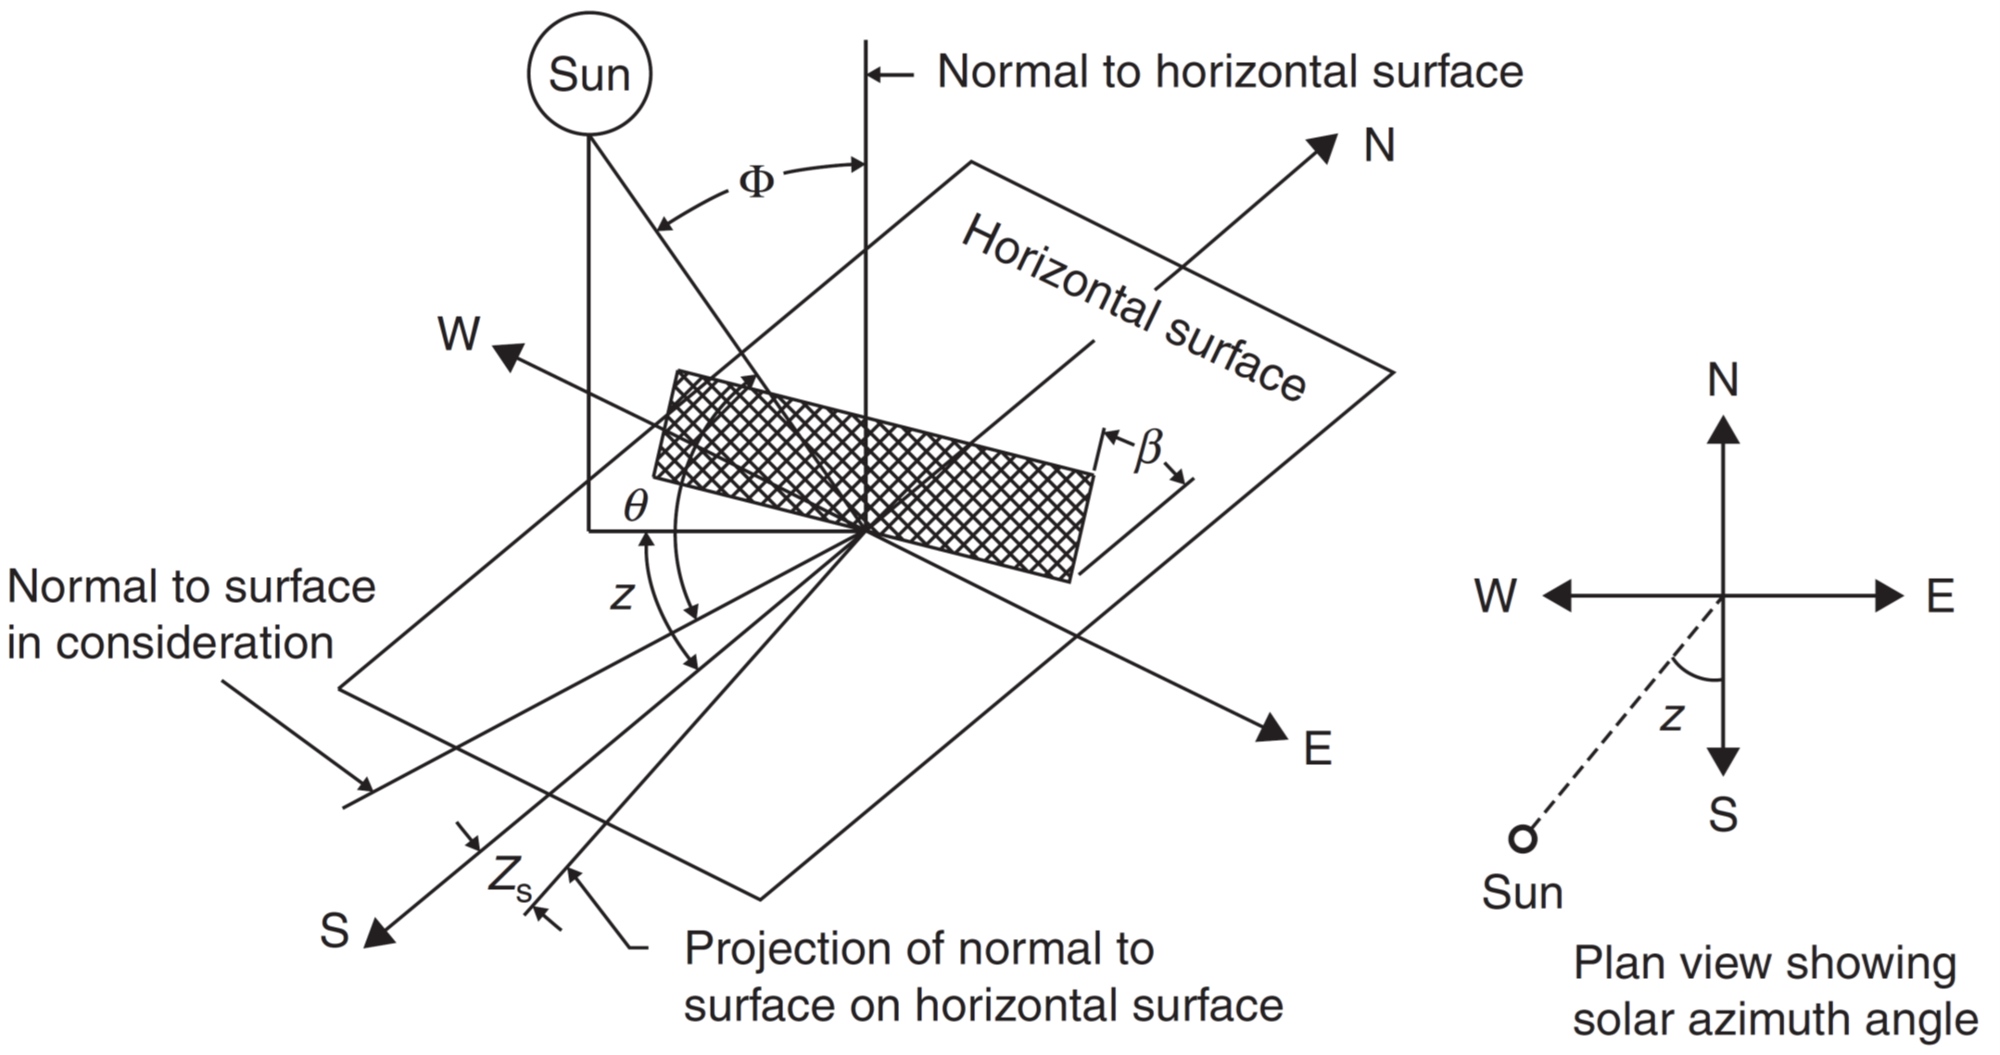 Sun
Normal to horizontal surface
N
Φ
Horizontal surface
W
β
θ
z
Normal to surface
in consideration
E
Zs
S
Projection of normal to
surface on horizontal surface
N
W
E
z
S
Sun
Plan view showing
solar azimuth angle